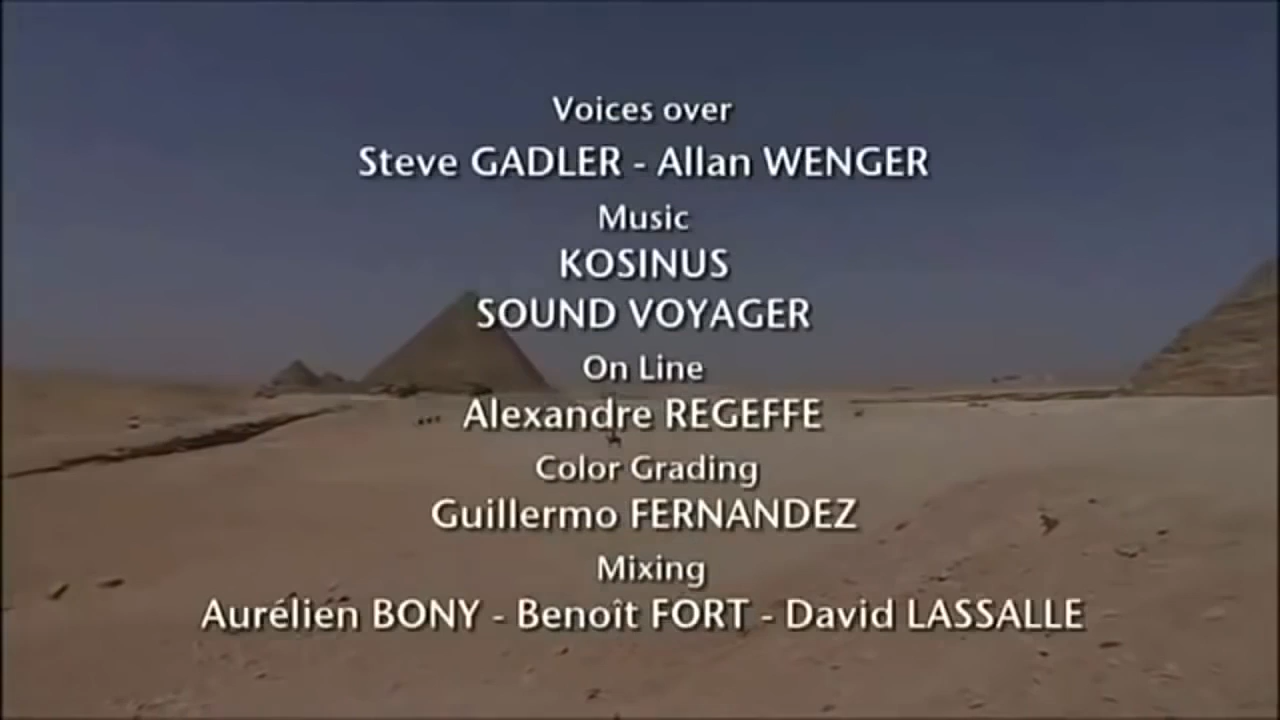 Voices over
Steve GADLER - Allan WENGER
Music
KOSINUS
SOUND VOYAGER
On Line
Alexandre REGEFFE
Color Grading
Guillermo FERNANDEZ
Mixing
Aurélien BONY - Benoît FORT - David LASSALLE